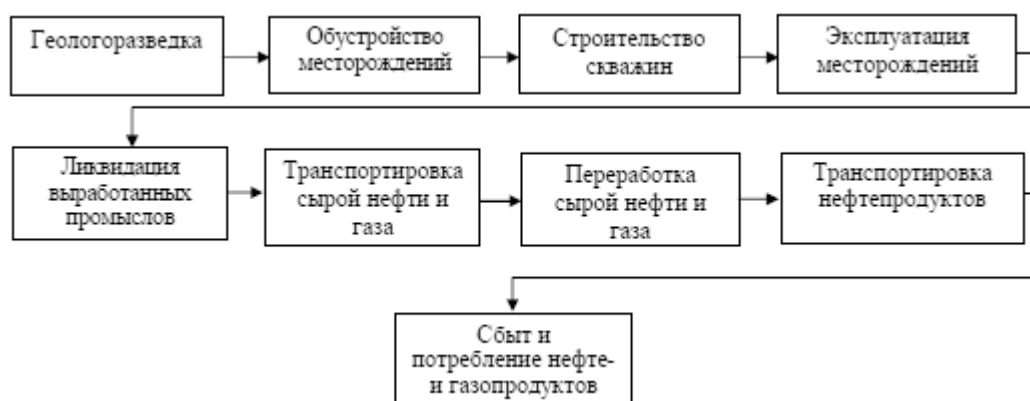 Геологоразведка
Обустройство
месторождений
Строительство
скважин
Эксплуатация
месторождений
Ликвидация
выработанных
промыслов
Транспортировка
сырой нефти и
газа
Переработка
сырой нефти и
газа
Транспортировка
нефтепродуктов
Сбыт и
потребление нефте-
и газопродуктов